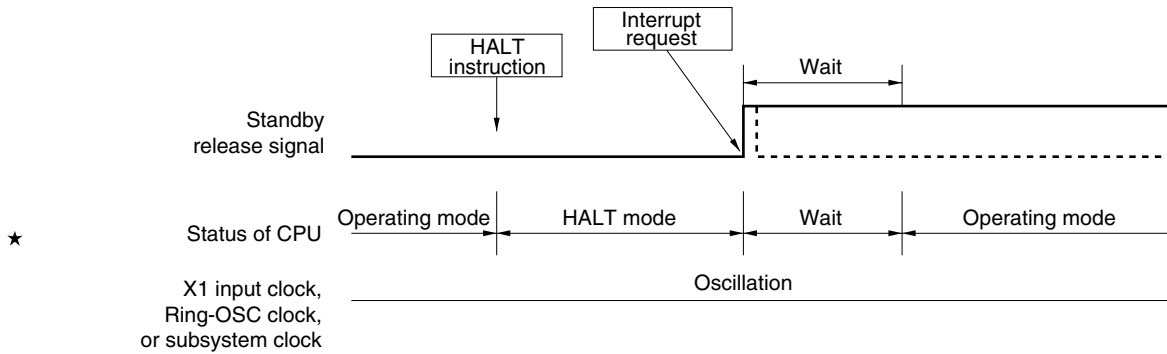 Interrupt
request
HALT
instruction
Wait
Standby
release signal
Operating mode
HALT mode
Wait
Operating mode
★
Status of CPU
Oscillation
X1 input clock,
Ring-OSC clock,
or subsystem clock